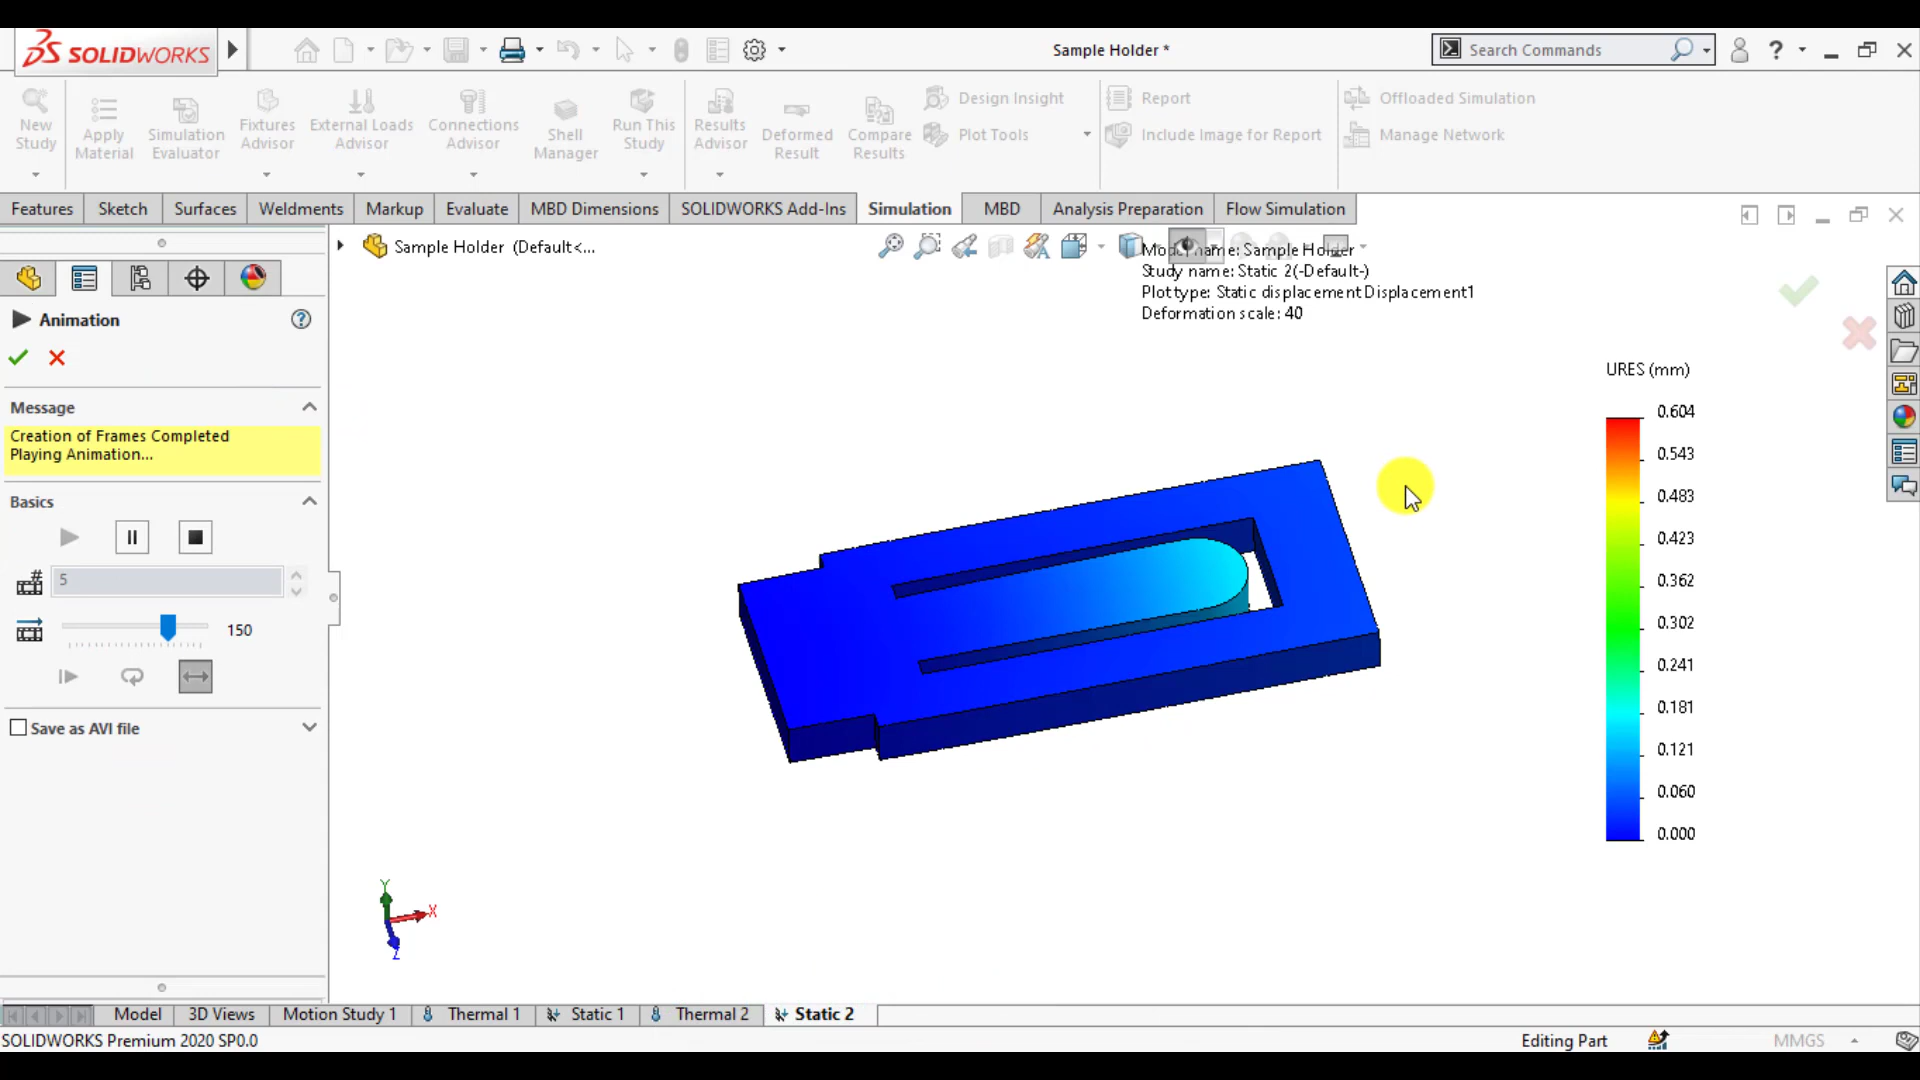 SOLIDWORKS
Sample Holder *
Search Commands
New Study
Apply Material
Simulation Evaluator
Fixtures Advisor
External Loads Advisor
Connections Advisor
Shell Manager
Run This Study
Results Advisor
Deformed Result
Compare Results
Design Insight
Plot Tools
Report
Include Image for Report
Offloaded Simulation
Manage Network
Features
Sketch
Surfaces
Weldments
Markup
Evaluate
MBD Dimensions
SOLIDWORKS Add-Ins
Simulation
MBD
Analysis Preparation
Flow Simulation
Sample Holder (Default<...
Model name: Sample Holder
Study name: Static 2(-Default-)
Plot type: Static displacement Displacement1
Deformation scale: 40
Animation
Message
Creation of Frames Completed
Playing Animation...
Basics
5
150
Save as AVI file
URES (mm)
0.604
0.543
0.483
0.423
0.362
0.302
0.241
0.181
0.121
0.060
0.000
Y
X
Z
Model
3D Views
Motion Study 1
Thermal 1
Static 1
Thermal 2
Static 2
SOLIDWORKS Premium 2020 SP0.0
Editing Part
MMGS